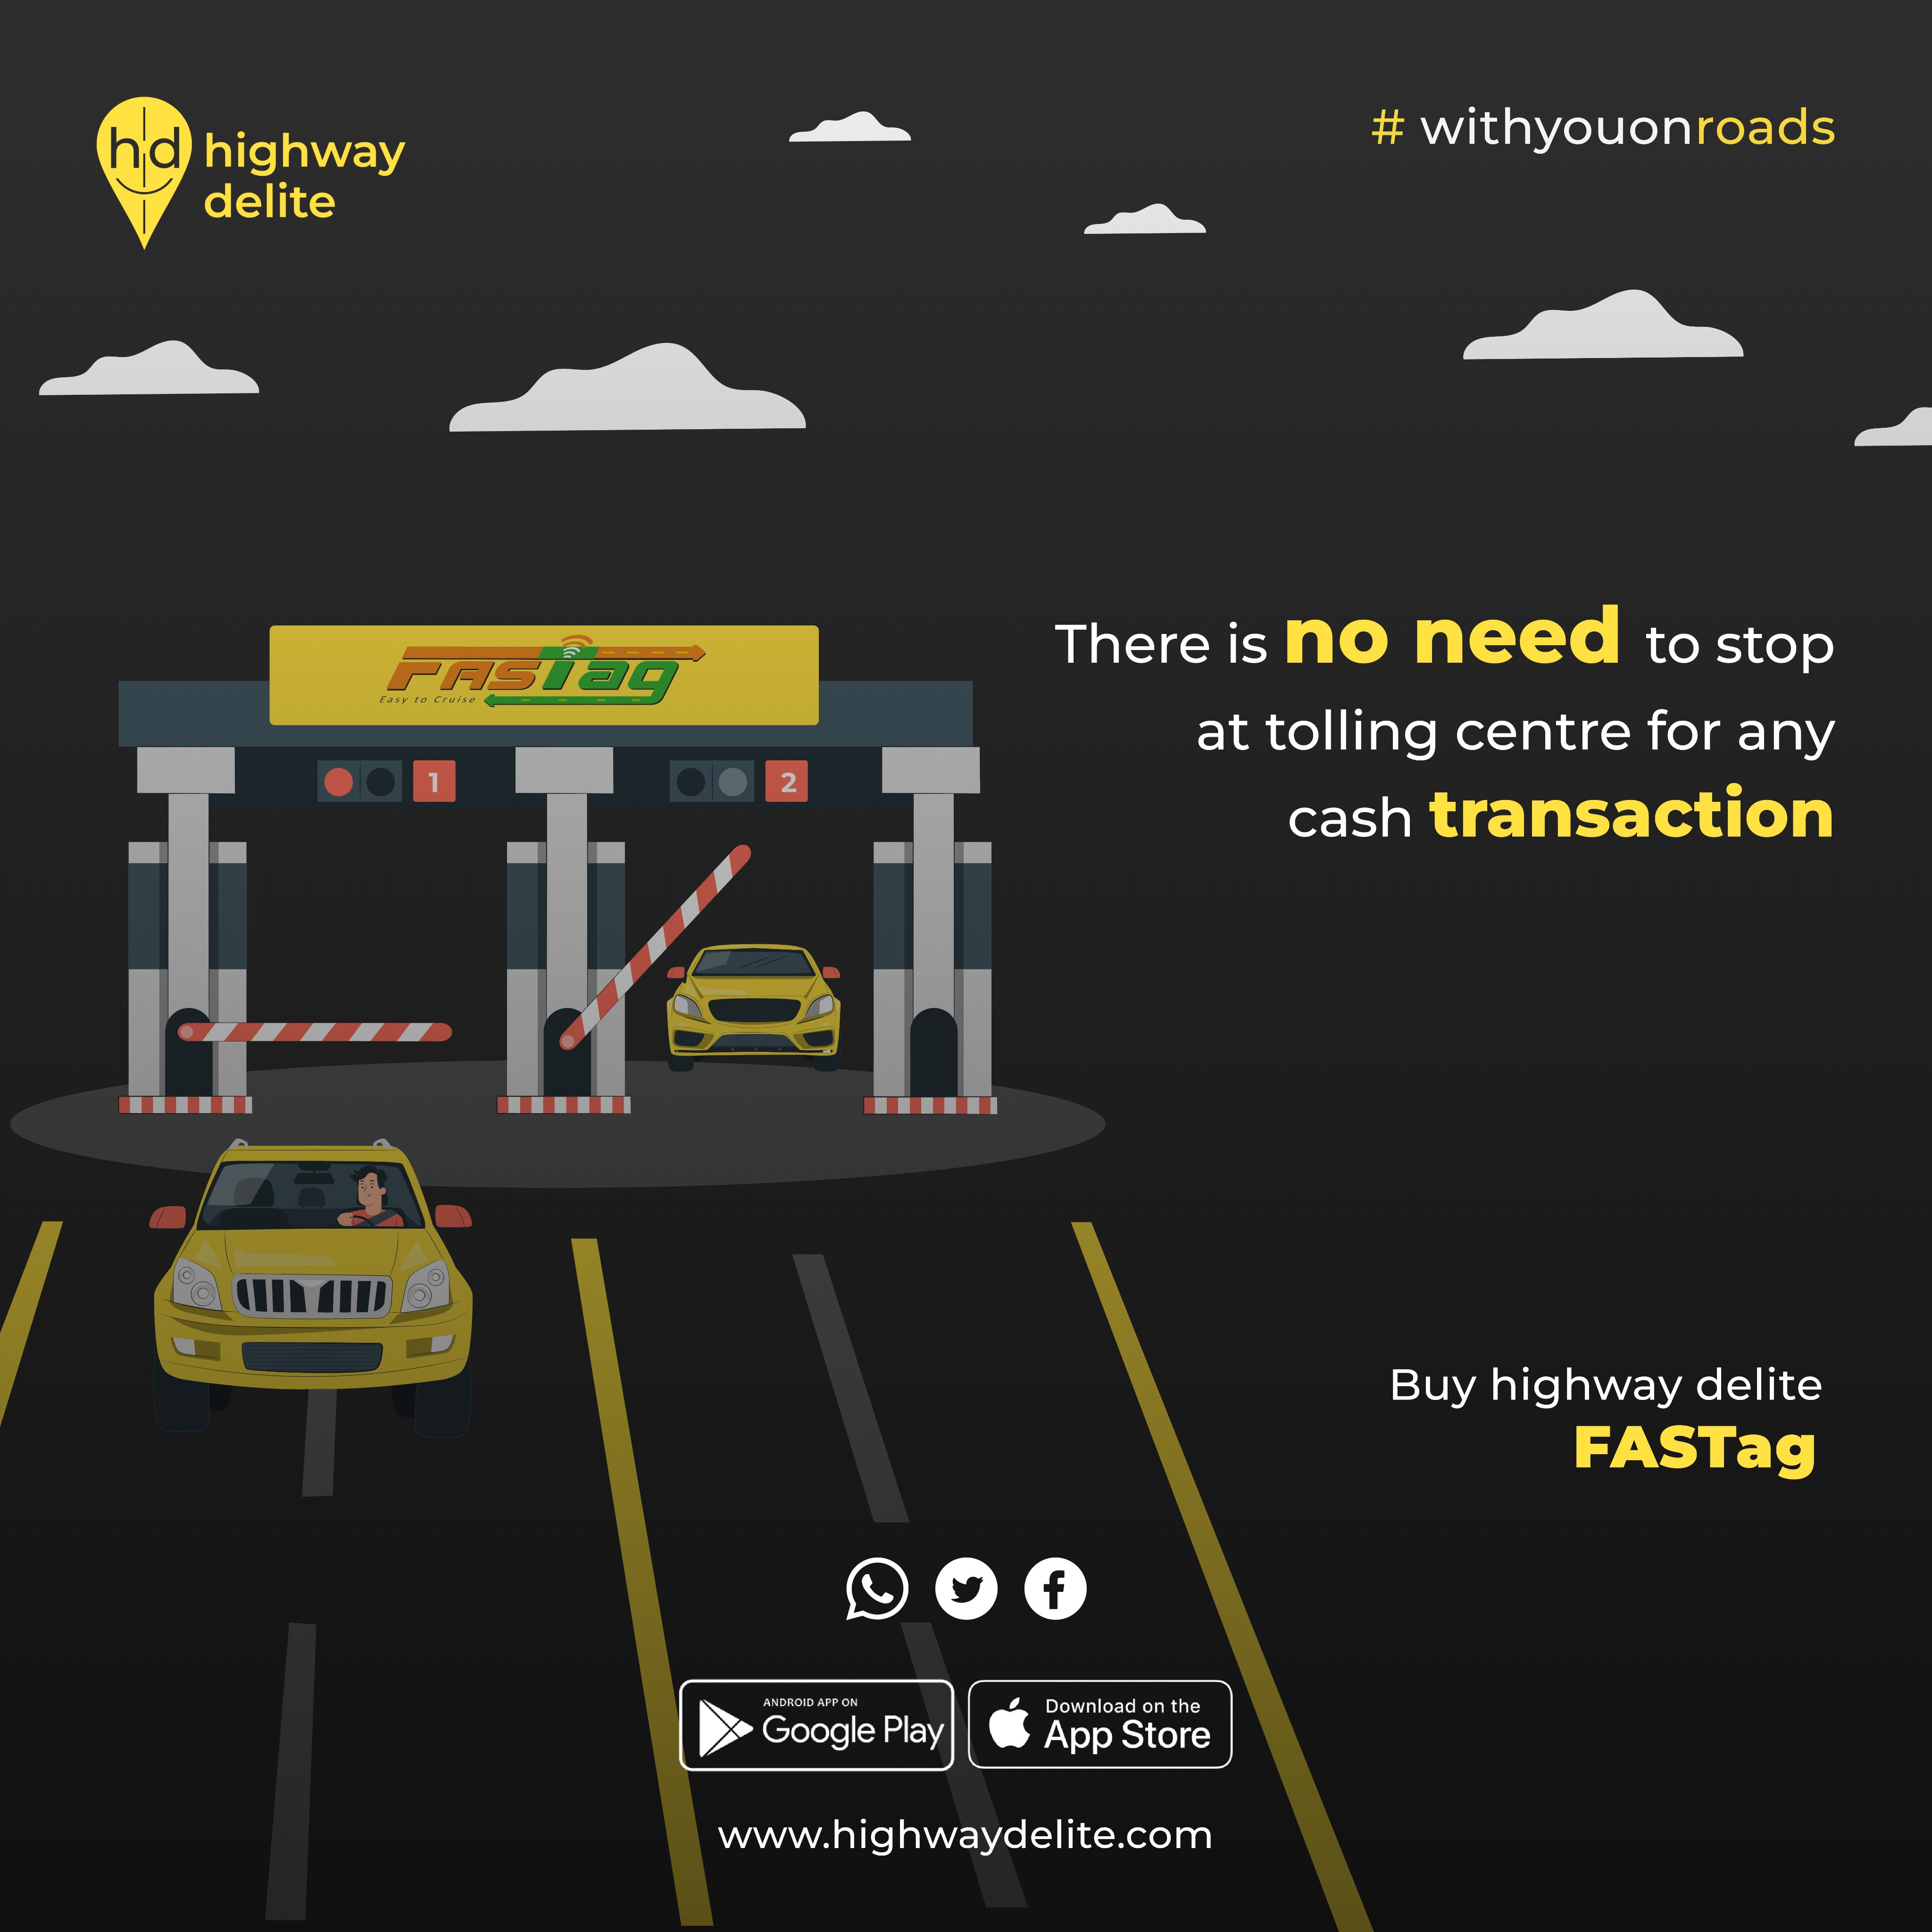 hd highway
delite
# withyouonroads
FASTag
Easy to Cruise
1
2
There is no need to stop
at tolling centre for any
cash transaction
Buy highway delite
FASTag
ANDROID APP ON
Google Play
Download on the
App Store
www.highwaydelite.com